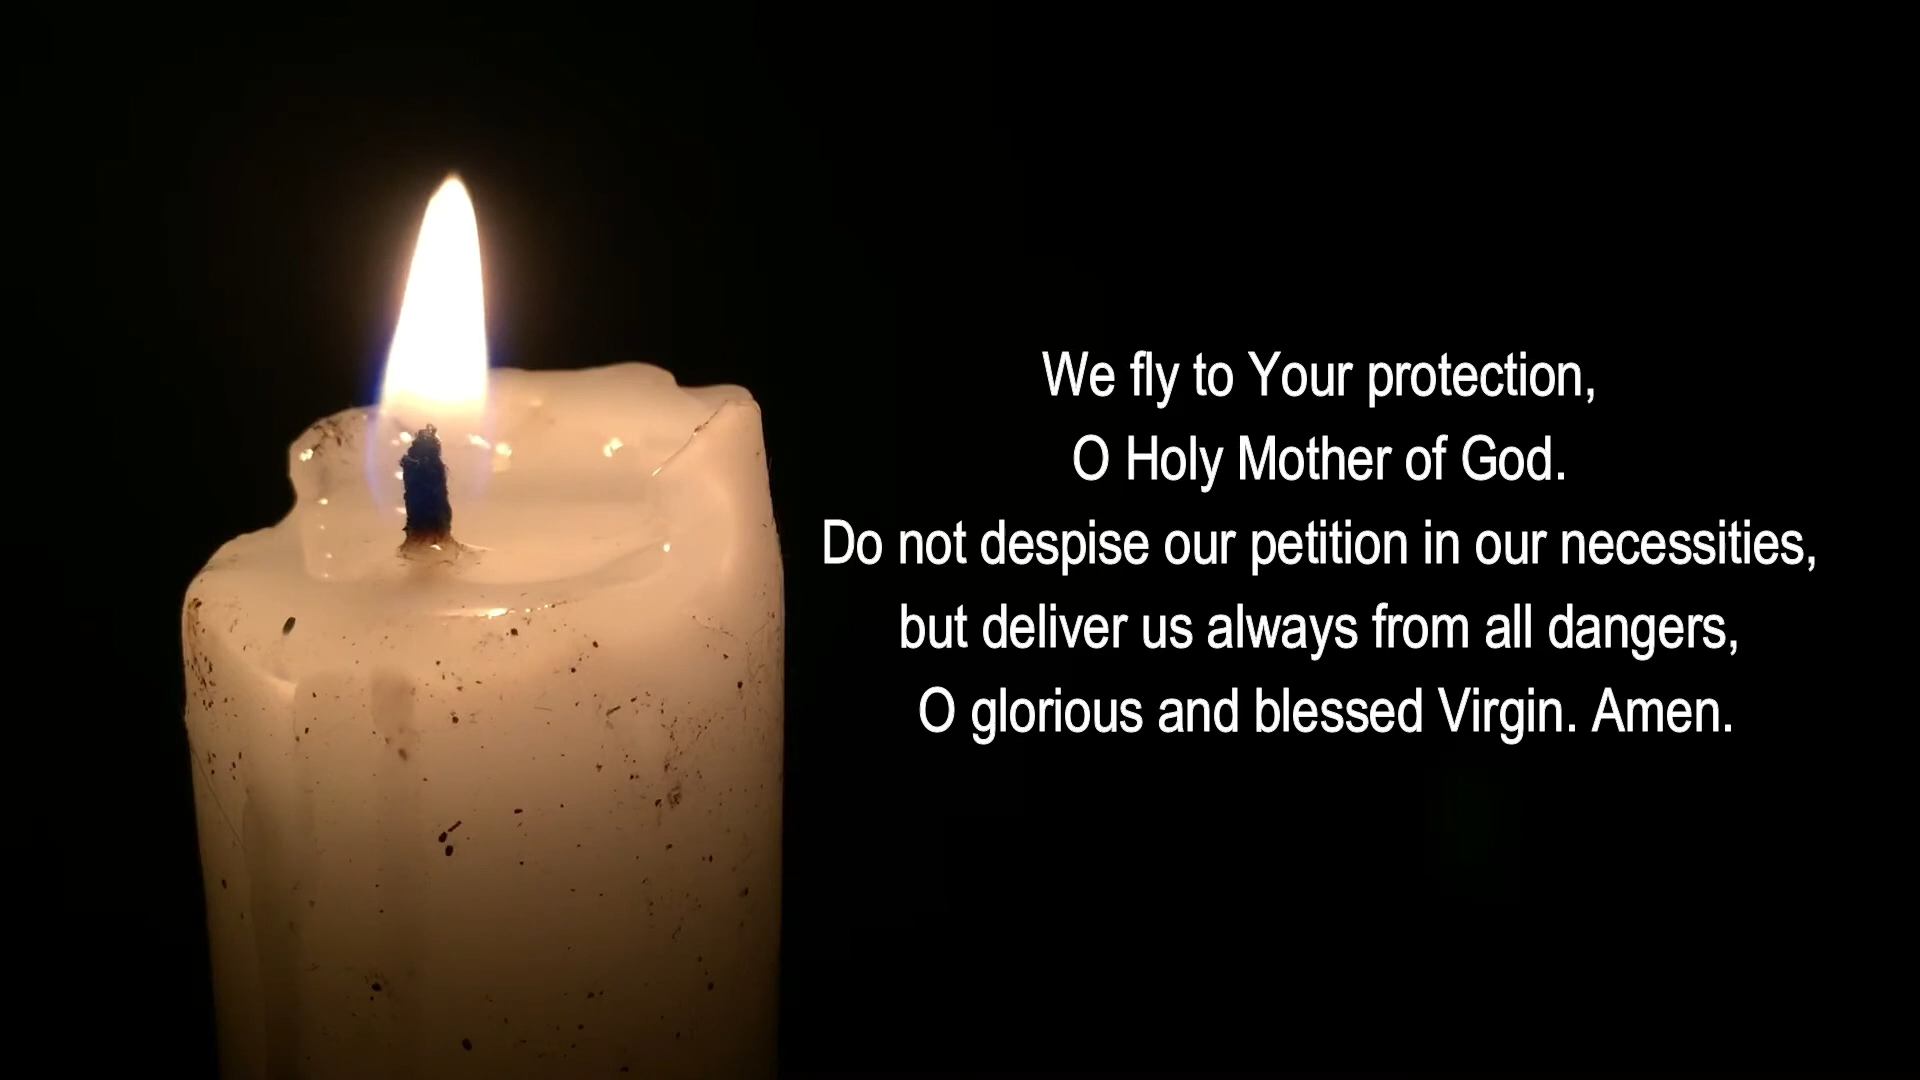 We fly to Your protection,
O Holy Mother of God.
Do not despise our petition in our necessities,
but deliver us always from all dangers,
O glorious and blessed Virgin. Amen.